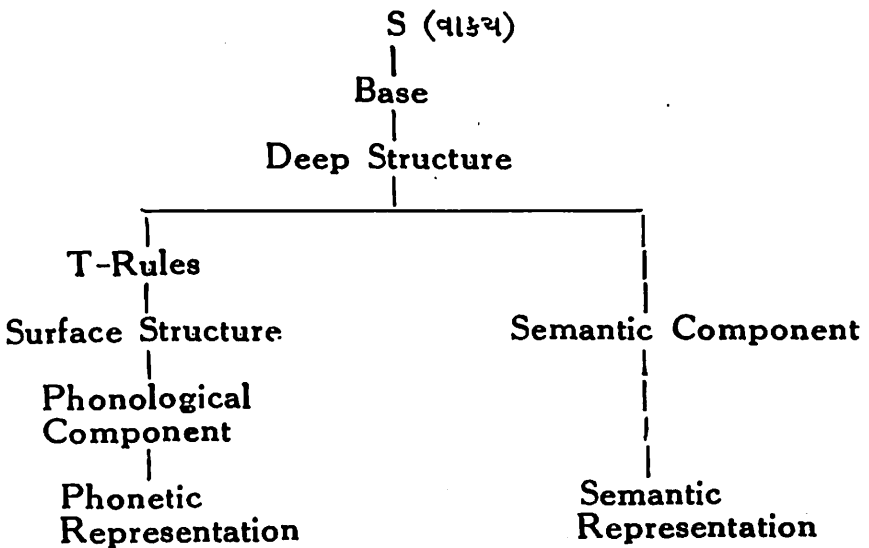 S (વાક્ય)
Base
Deep Structure
T-Rules
Surface Structure
Semantic Component
Phonological
Component
Phonetic
Representation
Semantic
Representation